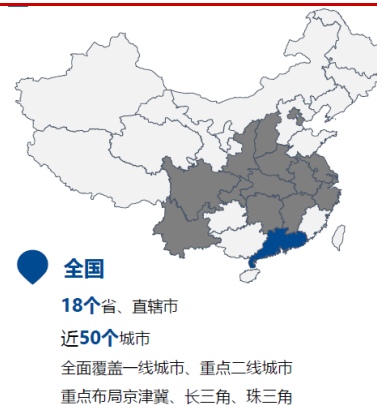 全国
18个省、直辖市
近50个城市
全面覆盖一线城市、重点二线城市
重点布局京津冀、长三角、珠三角